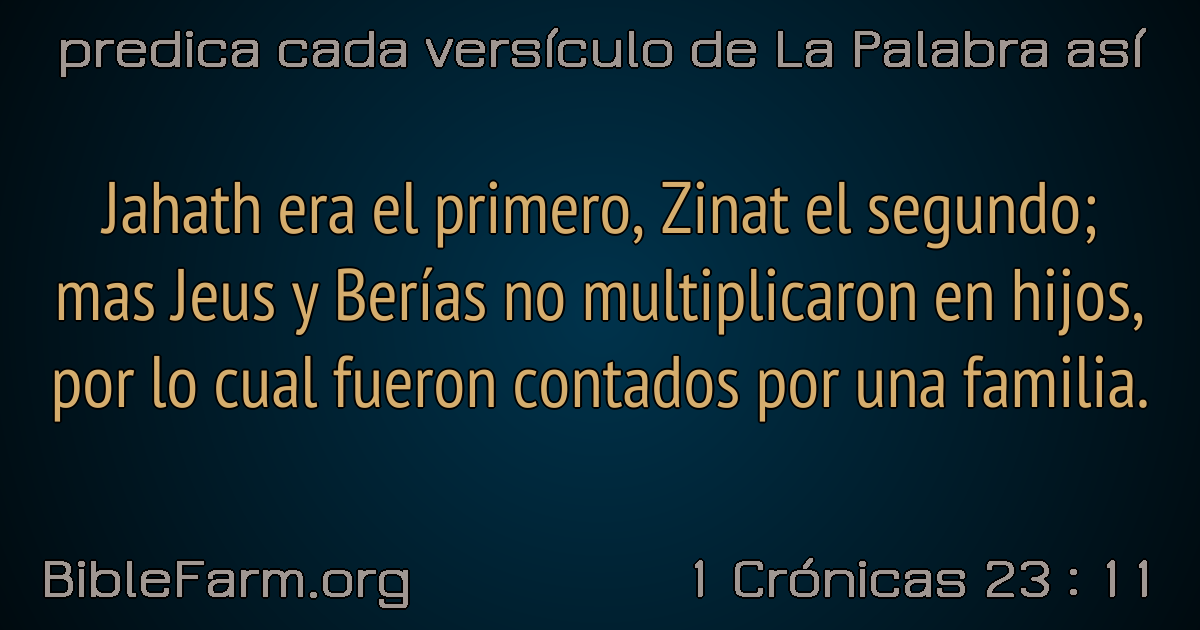 predica cada versículo de La Palabra así
Jahath era el primero, Zinat el segundo;
mas Jeus y Berías no multiplicaron en hijos,
por lo cual fueron contados por una familia.
BibleFarm.org
1 Crónicas 23 : 11